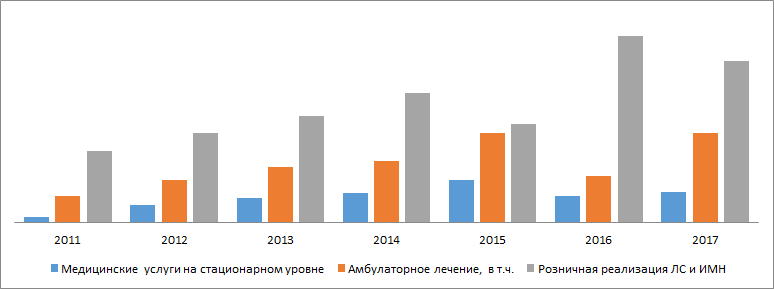 2011 2012 2013 2014 2015 2016 2017
Медицинские услуги на стационарном уровне Амбулаторное лечение, в т.ч. Розничная реализация ЛС и ИМН